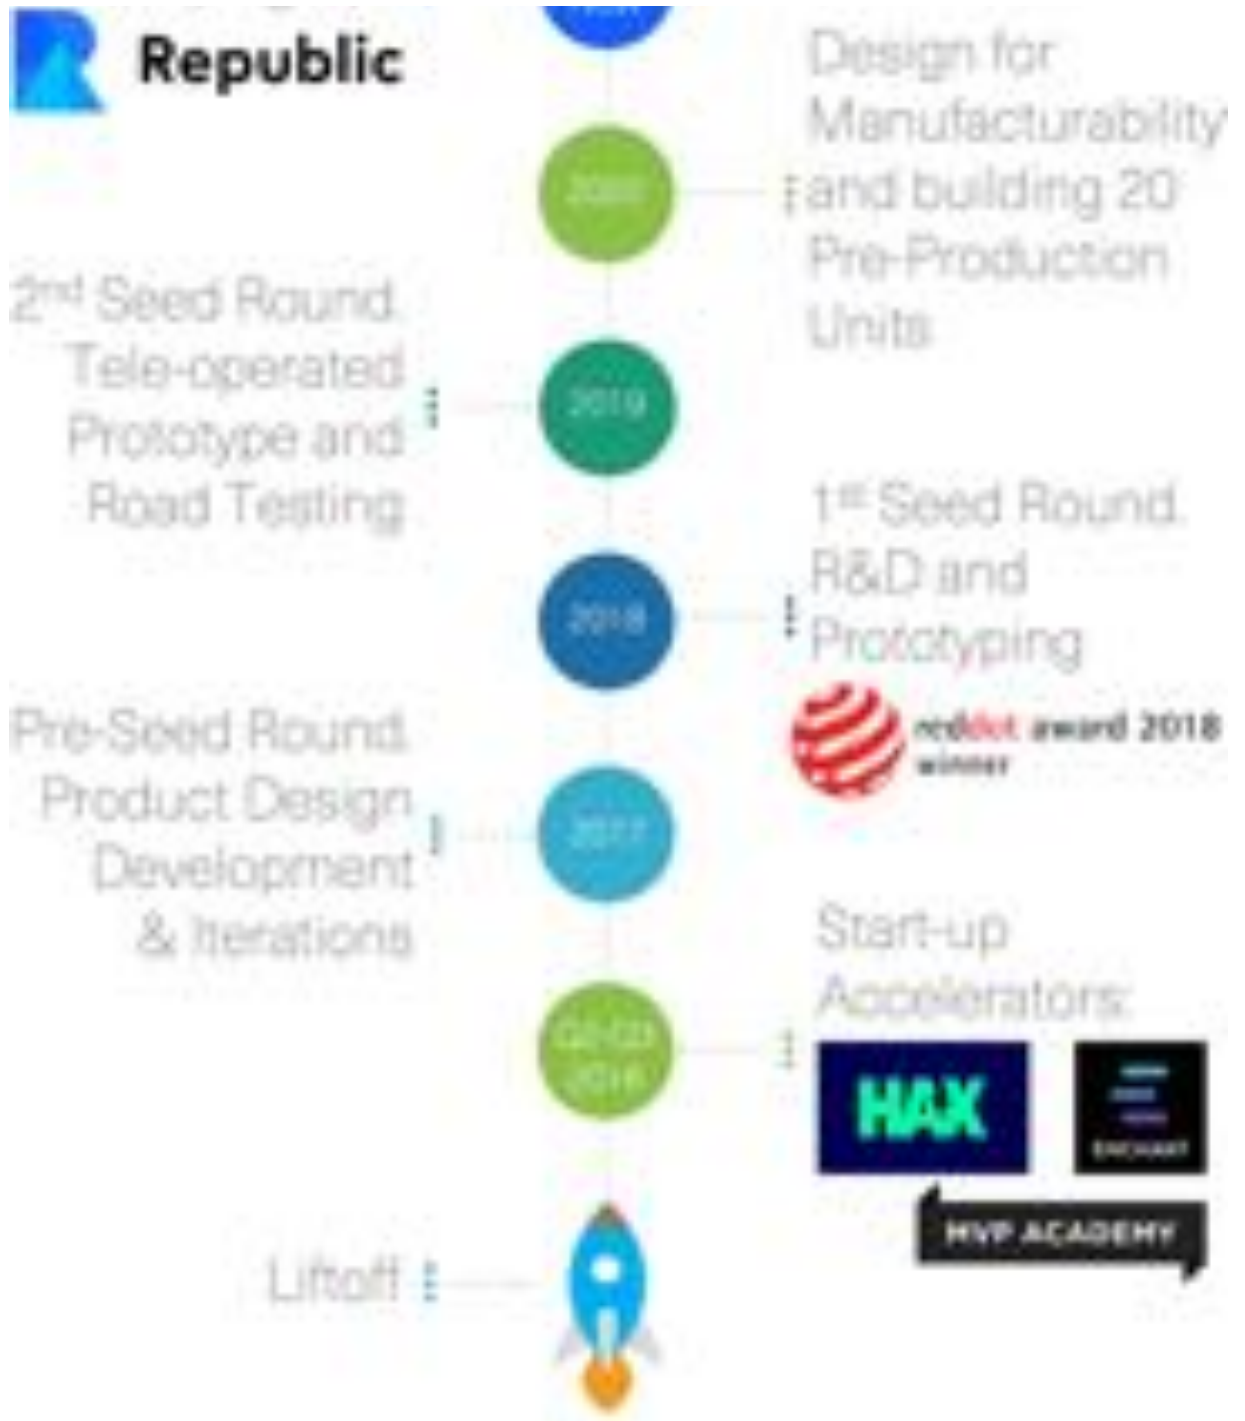 Republic
Design for
Manufacturability
and building 20
Pre-Production
Units
2nd Seed Round.
Tele-operated
Prototype and
Road Testing
2019
1st Seed Round.
R&D and
Prototyping
2018
reddot award 2018
winner
Pre-Seed Round.
Product Design
Development
& Iterations
2017
Start-up
Accelerators:
HAX
MVP ACADEMY
Liftoff